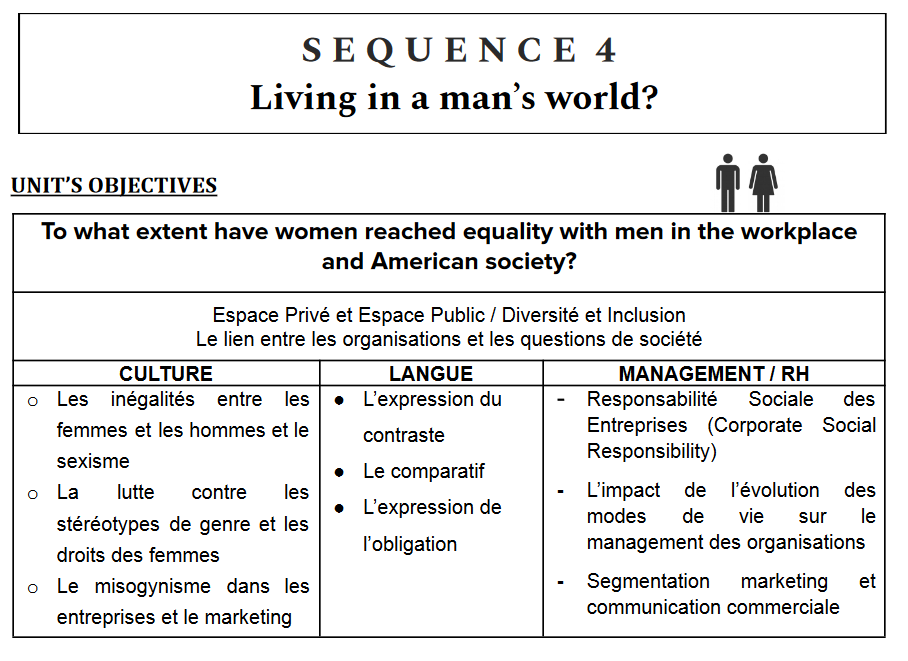 SEQUENCE 4
Living in a man's world?
UNIT'S OBJECTIVES
To what extent have women reached equality with men in the workplace
and American society?
Espace Privé et Espace Public / Diversité et Inclusion
Le lien entre les organisations et les questions de société
CULTURE
o Les inégalités entre les
femmes et les hommes et le
sexisme
o La lutte contre les
stéréotypes de genre et les
droits des femmes
o Le misogynisme dans les
entreprises et le marketing
LANGUE
● L'expression du
contraste
● Le comparatif
● L'expression de
l'obligation
MANAGEMENT / RH
- Responsabilité Sociale des
Entreprises (Corporate Social
Responsibility)
- L'impact de l'évolution des
modes de vie sur le
management des organisations
- Segmentation marketing et
communication commerciale